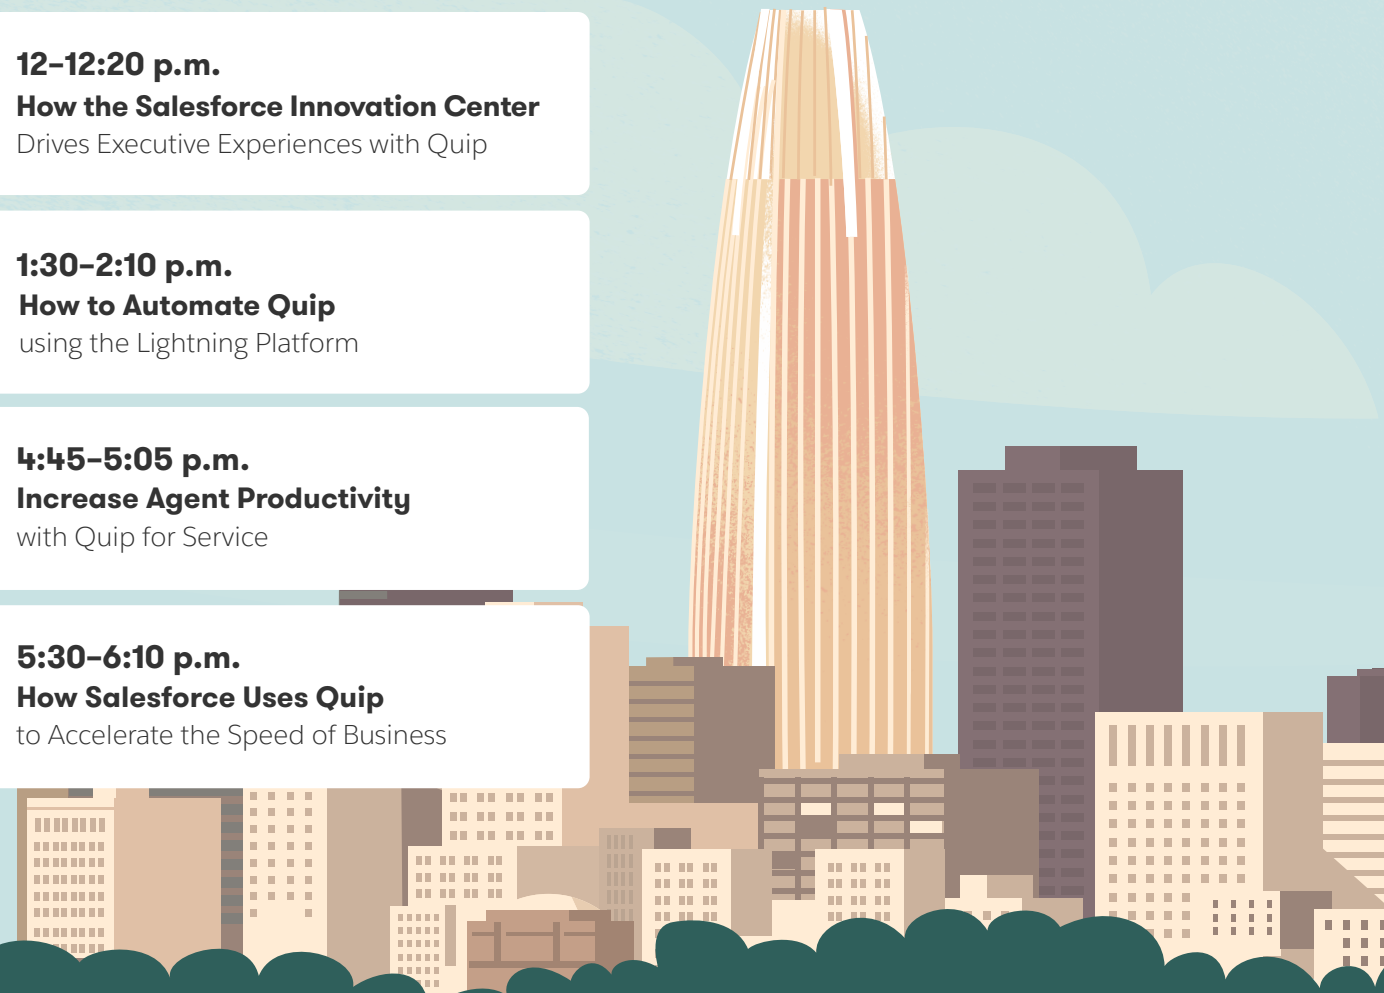 12–12:20 p.m.
How the Salesforce Innovation Center
Drives Executive Experiences with Quip
1:30–2:10 p.m.
How to Automate Quip
using the Lightning Platform
4:45–5:05 p.m.
Increase Agent Productivity
with Quip for Service
5:30–6:10 p.m.
How Salesforce Uses Quip
to Accelerate the Speed of Business